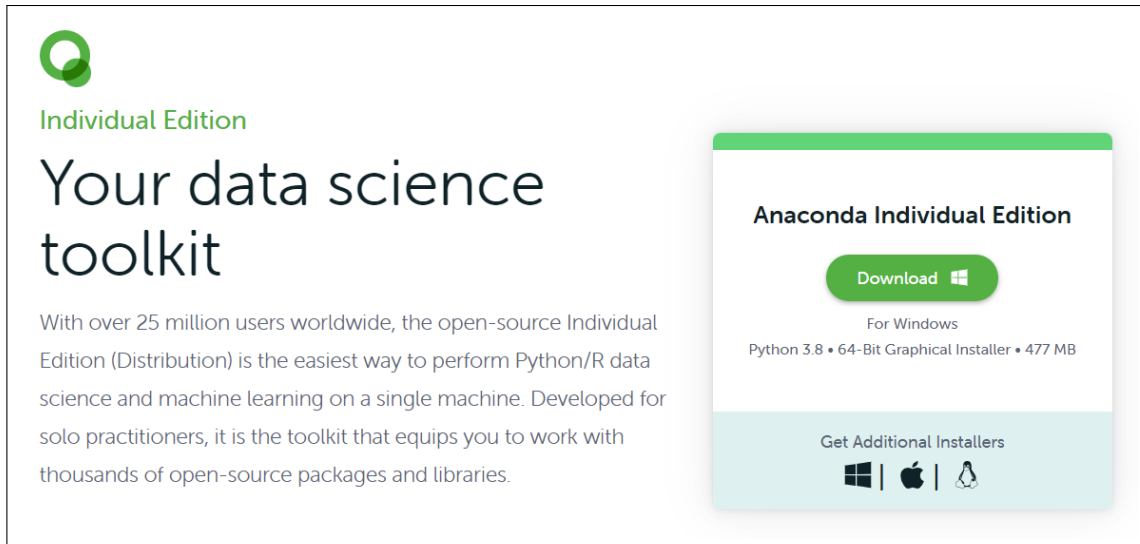 Individual Edition
Your data science
toolkit
With over 25 million users worldwide, the open-source Individual
Edition (Distribution) is the easiest way to perform Python/R data
science and machine learning on a single machine. Developed for
solo practitioners, it is the toolkit that equips you to work with
thousands of open-source packages and libraries.
Anaconda Individual Edition
Download
For Windows
Python 3.8 • 64-Bit Graphical Installer • 477 MB
Get Additional Installers
| |